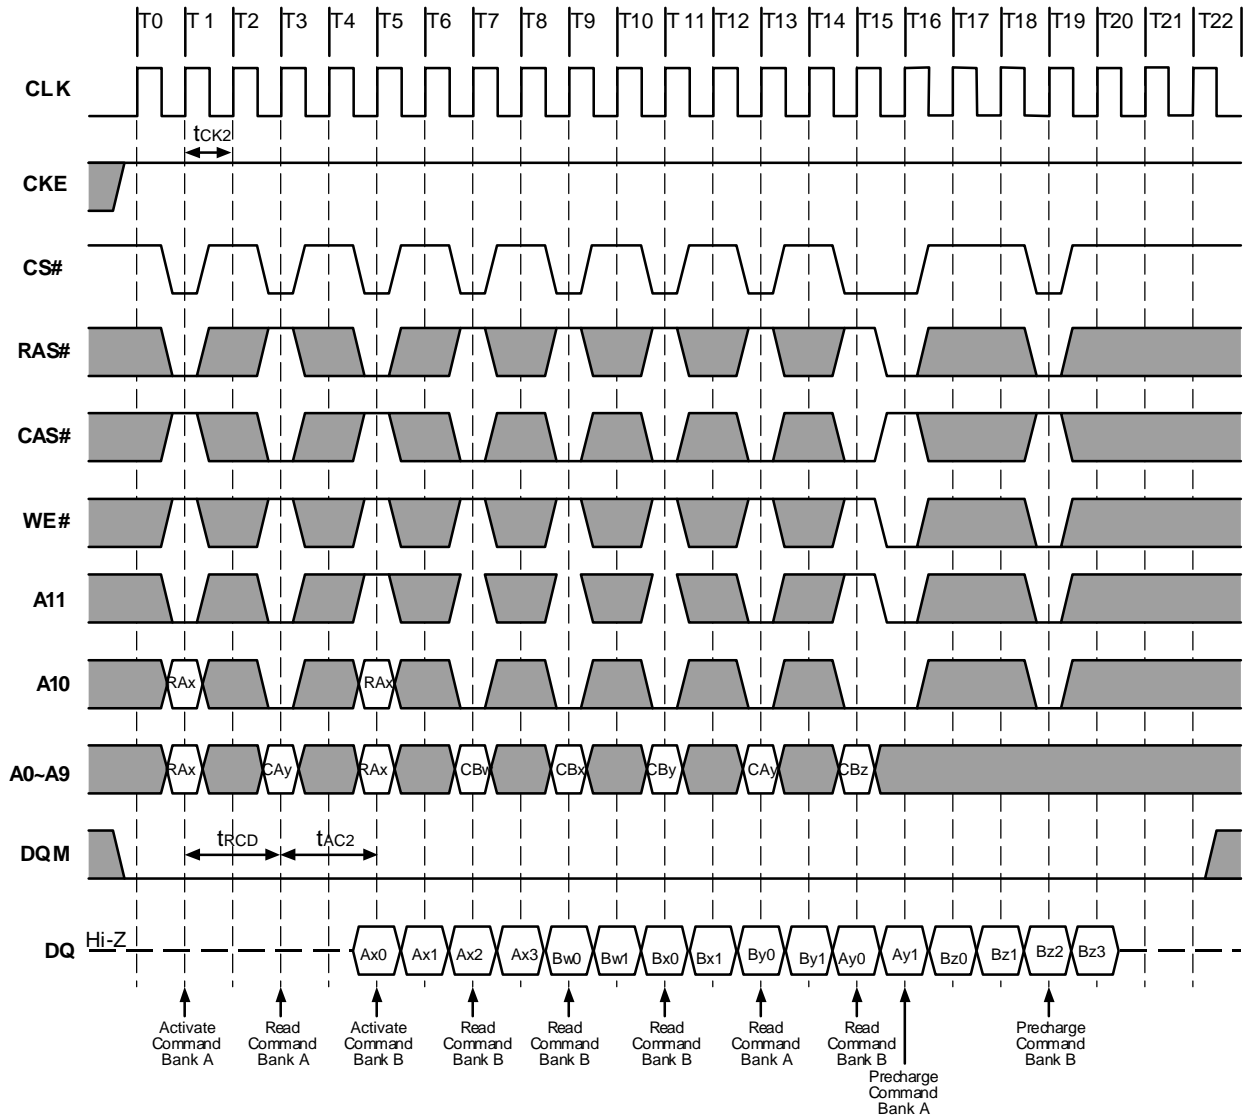 T0 T 1 T2 T3 T4 T5 T6 T7 T8 T9 T10 T 11 T12 T13 T14 T15 T16 T17 T18 T19 T20 T21 T22
CLK
tCK2
CKE
CS#
RAS#
CAS#
WE#
A11
A10
RAx RAx
A0~A9
RAx CAy RAx CBw CBx CBy CAy CBz
DQM
tRCD tAC2
DQ
Hi-Z
Ax0 Ax1 Ax2 Ax3 Bw0 Bw1 Bx0 Bx1 By0 By1 Ay0 Ay1 Bz0 Bz1 Bz2 Bz3
Activate
Command
Bank A
Read
Command
Bank A
Activate
Command
Bank B
Read
Command
Bank B
Read
Command
Bank B
Read
Command
Bank B
Read
Command
Bank A
Read
Command
Bank B
Precharge
Command
Bank A
Precharge
Command
Bank B